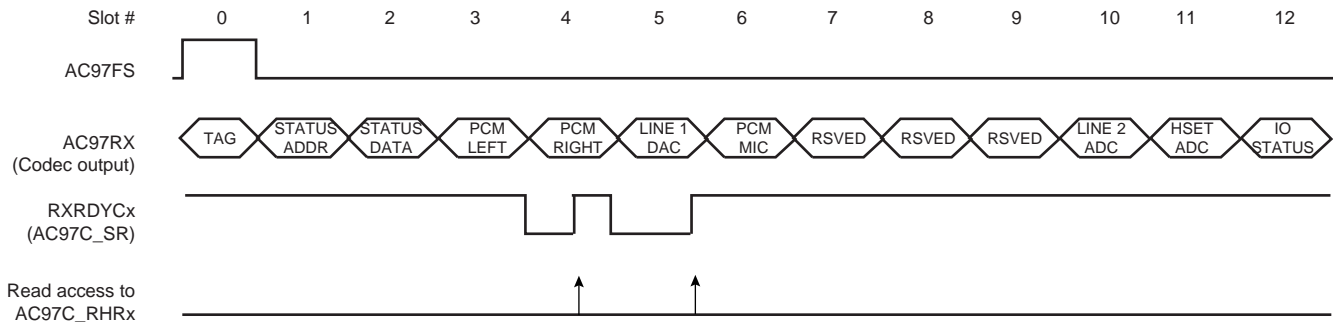 Slot # 0 1 2 3 4 5 6 7 8 9 10 11 12
AC97FS
AC97RX
(Codec output)
TAG
STATUS
ADDR
STATUS
DATA
PCM
LEFT
PCM
RIGHT
LINE 1
DAC
PCM
MIC
RSVED
RSVED
RSVED
LINE 2
ADC
HSET
ADC
IO
STATUS
RXRDYCx
(AC97C_SR)
Read access to
AC97C_RHRx